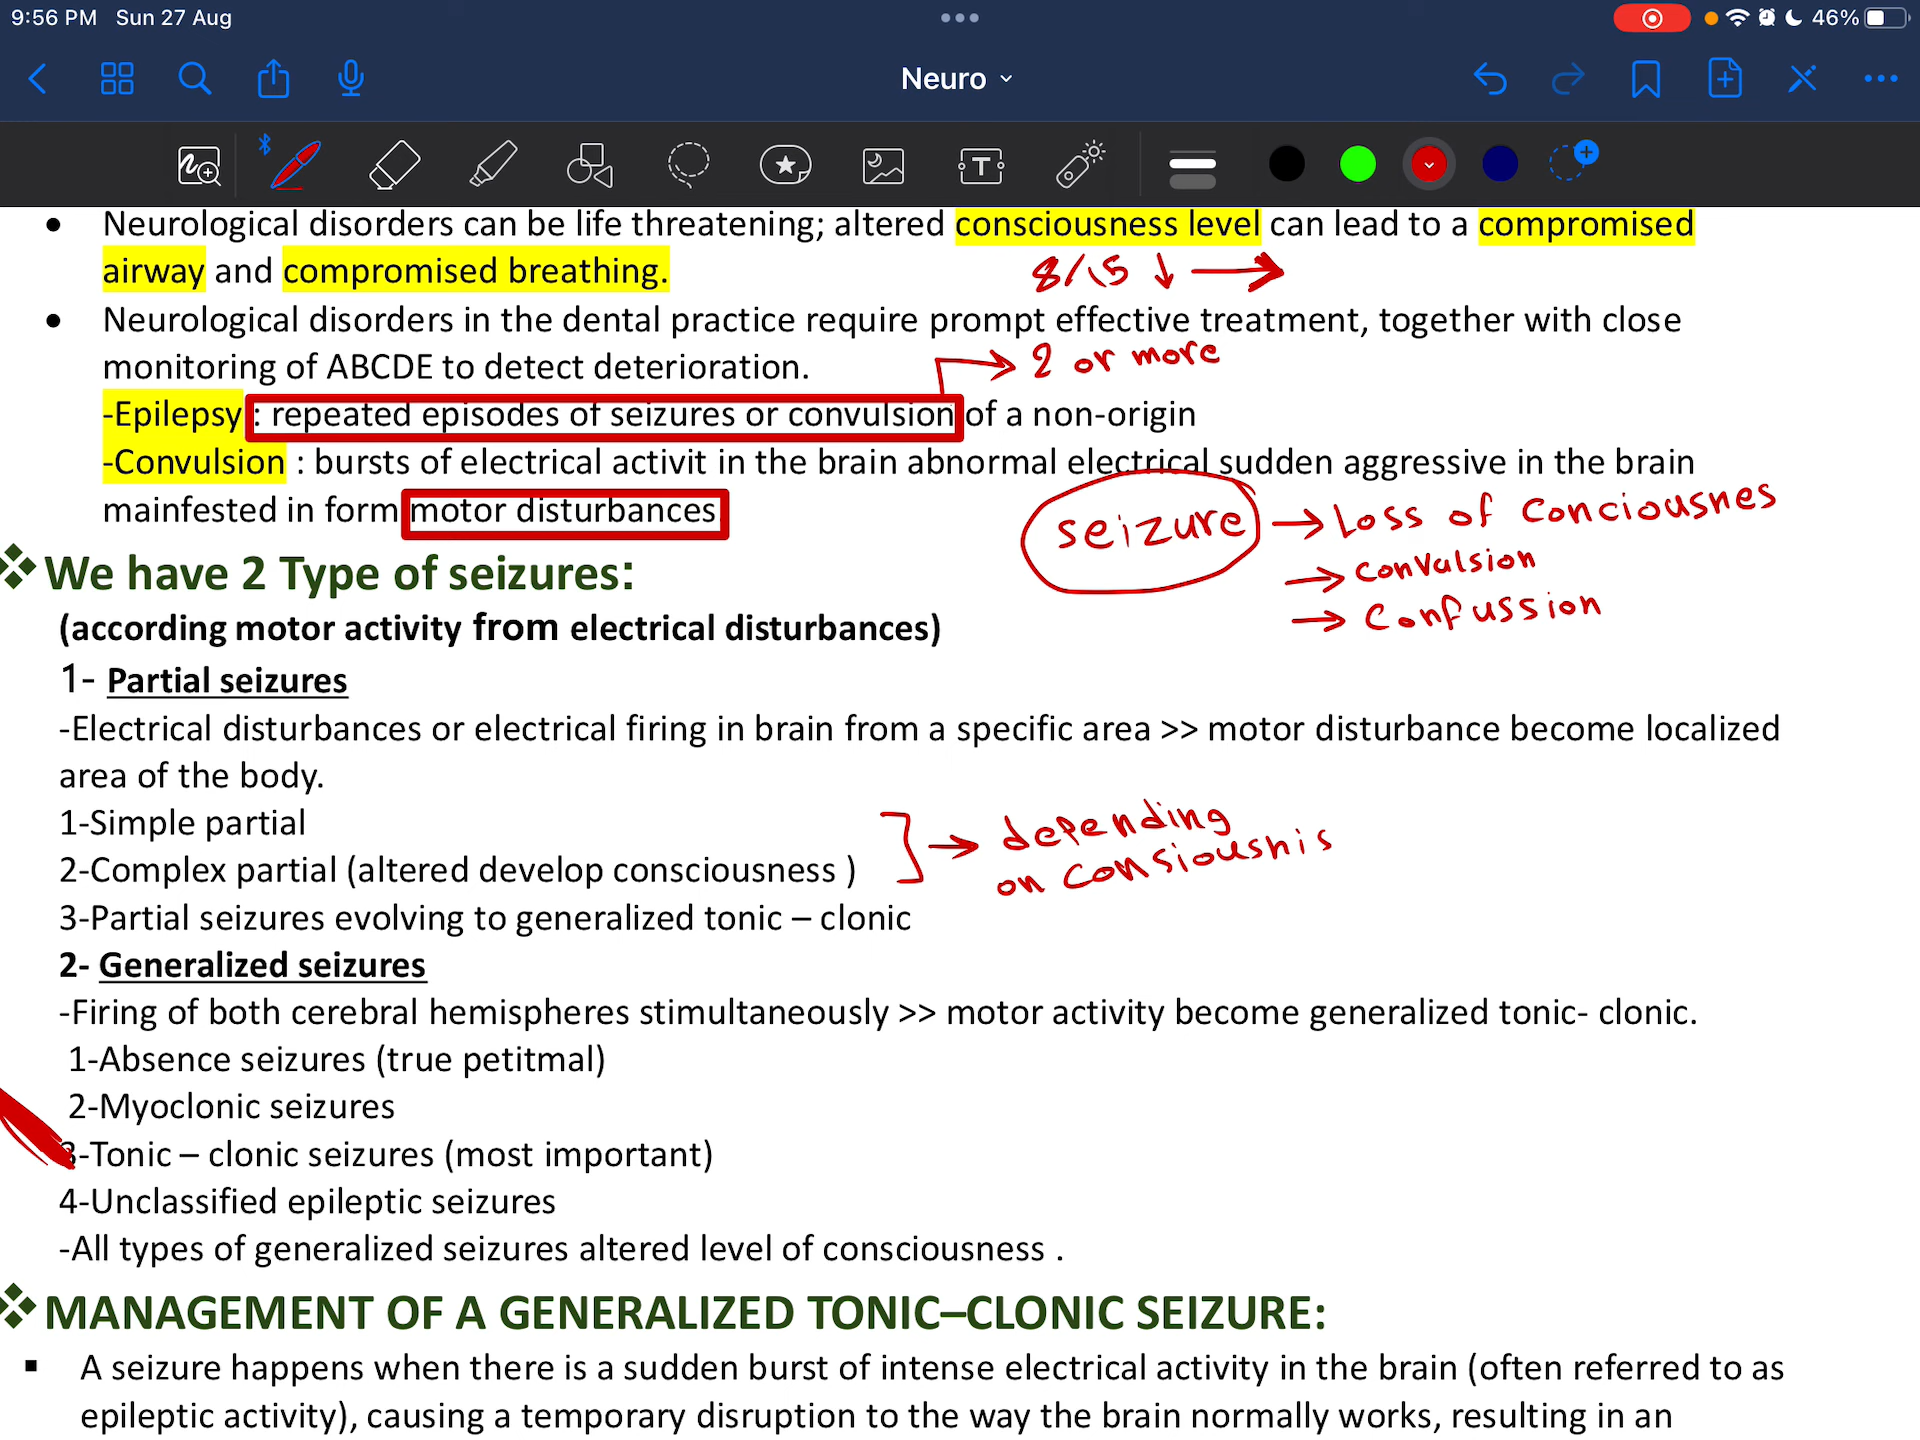 9:56 PM Sun 27 Aug
46%
Neuro
T
• Neurological disorders can be life threatening; altered consciousness level can lead to a compromised
airway and compromised breathing.
8/15 ↓ →
• Neurological disorders in the dental practice require prompt effective treatment, together with close
monitoring of ABCDE to detect deterioration.
→ 2 or more
-Epilepsy : repeated episodes of seizures or convulsion of a non-origin
-Convulsion : bursts of electrical activit in the brain abnormal electrical sudden aggressive in the brain
mainfested in form motor disturbances
seizure → Loss of Conciousnes
→ Convulsion
→ Confussion
❖ We have 2 Type of seizures:
(according motor activity from electrical disturbances)
1- Partial seizures
-Electrical disturbances or electrical firing in brain from a specific area >> motor disturbance become localized
area of the body.
1-Simple partial
2-Complex partial (altered develop consciousness )
] → depending
on Consiousnis
3-Partial seizures evolving to generalized tonic – clonic
2- Generalized seizures
-Firing of both cerebral hemispheres stimultaneously >> motor activity become generalized tonic- clonic.
1-Absence seizures (true petitmal)
2-Myoclonic seizures
3-Tonic – clonic seizures (most important)
4-Unclassified epileptic seizures
-All types of generalized seizures altered level of consciousness .
❖ MANAGEMENT OF A GENERALIZED TONIC–CLONIC SEIZURE:
▪ A seizure happens when there is a sudden burst of intense electrical activity in the brain (often referred to as
epileptic activity), causing a temporary disruption to the way the brain normally works, resulting in an